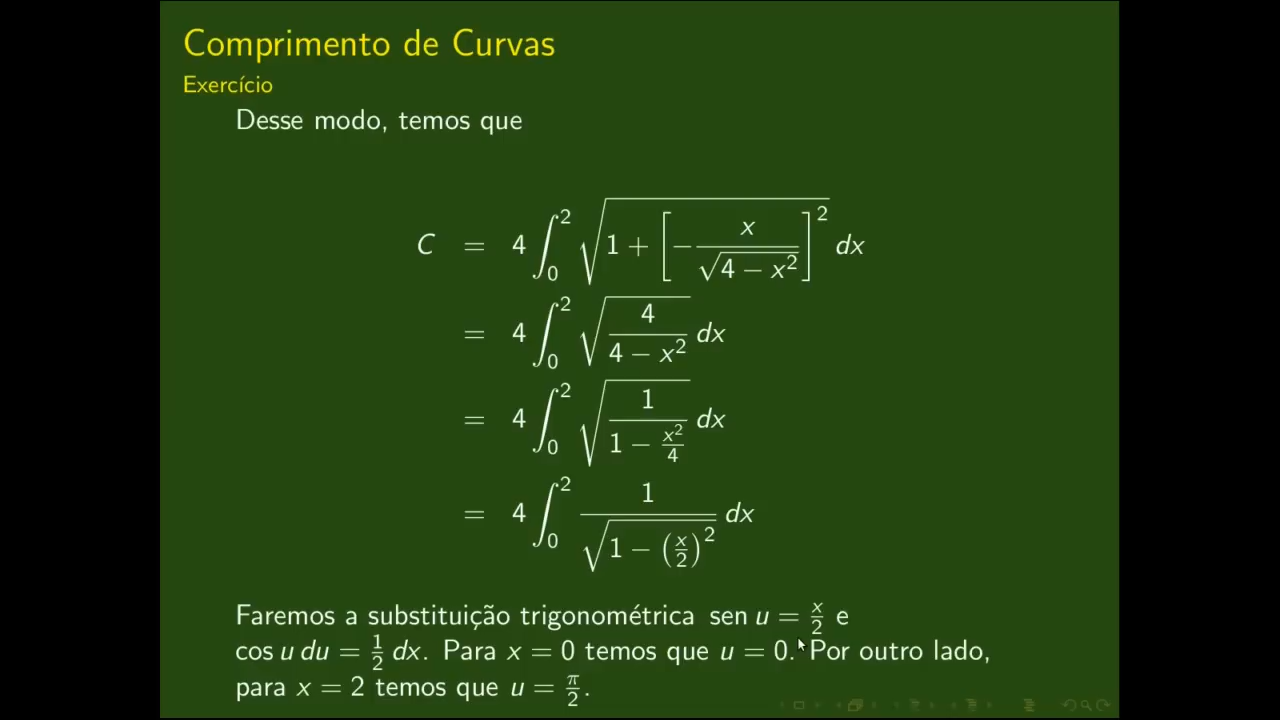 Comprimento de Curvas
Exercício
Desse modo, temos que
C = 4 ∫₀² √(1 + [−x/√(4 − x²)]²) dx
= 4 ∫₀² √(4/(4 − x²)) dx
= 4 ∫₀² √(1/(1 − x²/4)) dx
= 4 ∫₀² 1/√(1 − (x/2)²) dx
Faremos a substituição trigonométrica sen u = x/2 e
cos u du = 1/2 dx. Para x = 0 temos que u = 0. Por outro lado,
para x = 2 temos que u = π/2.